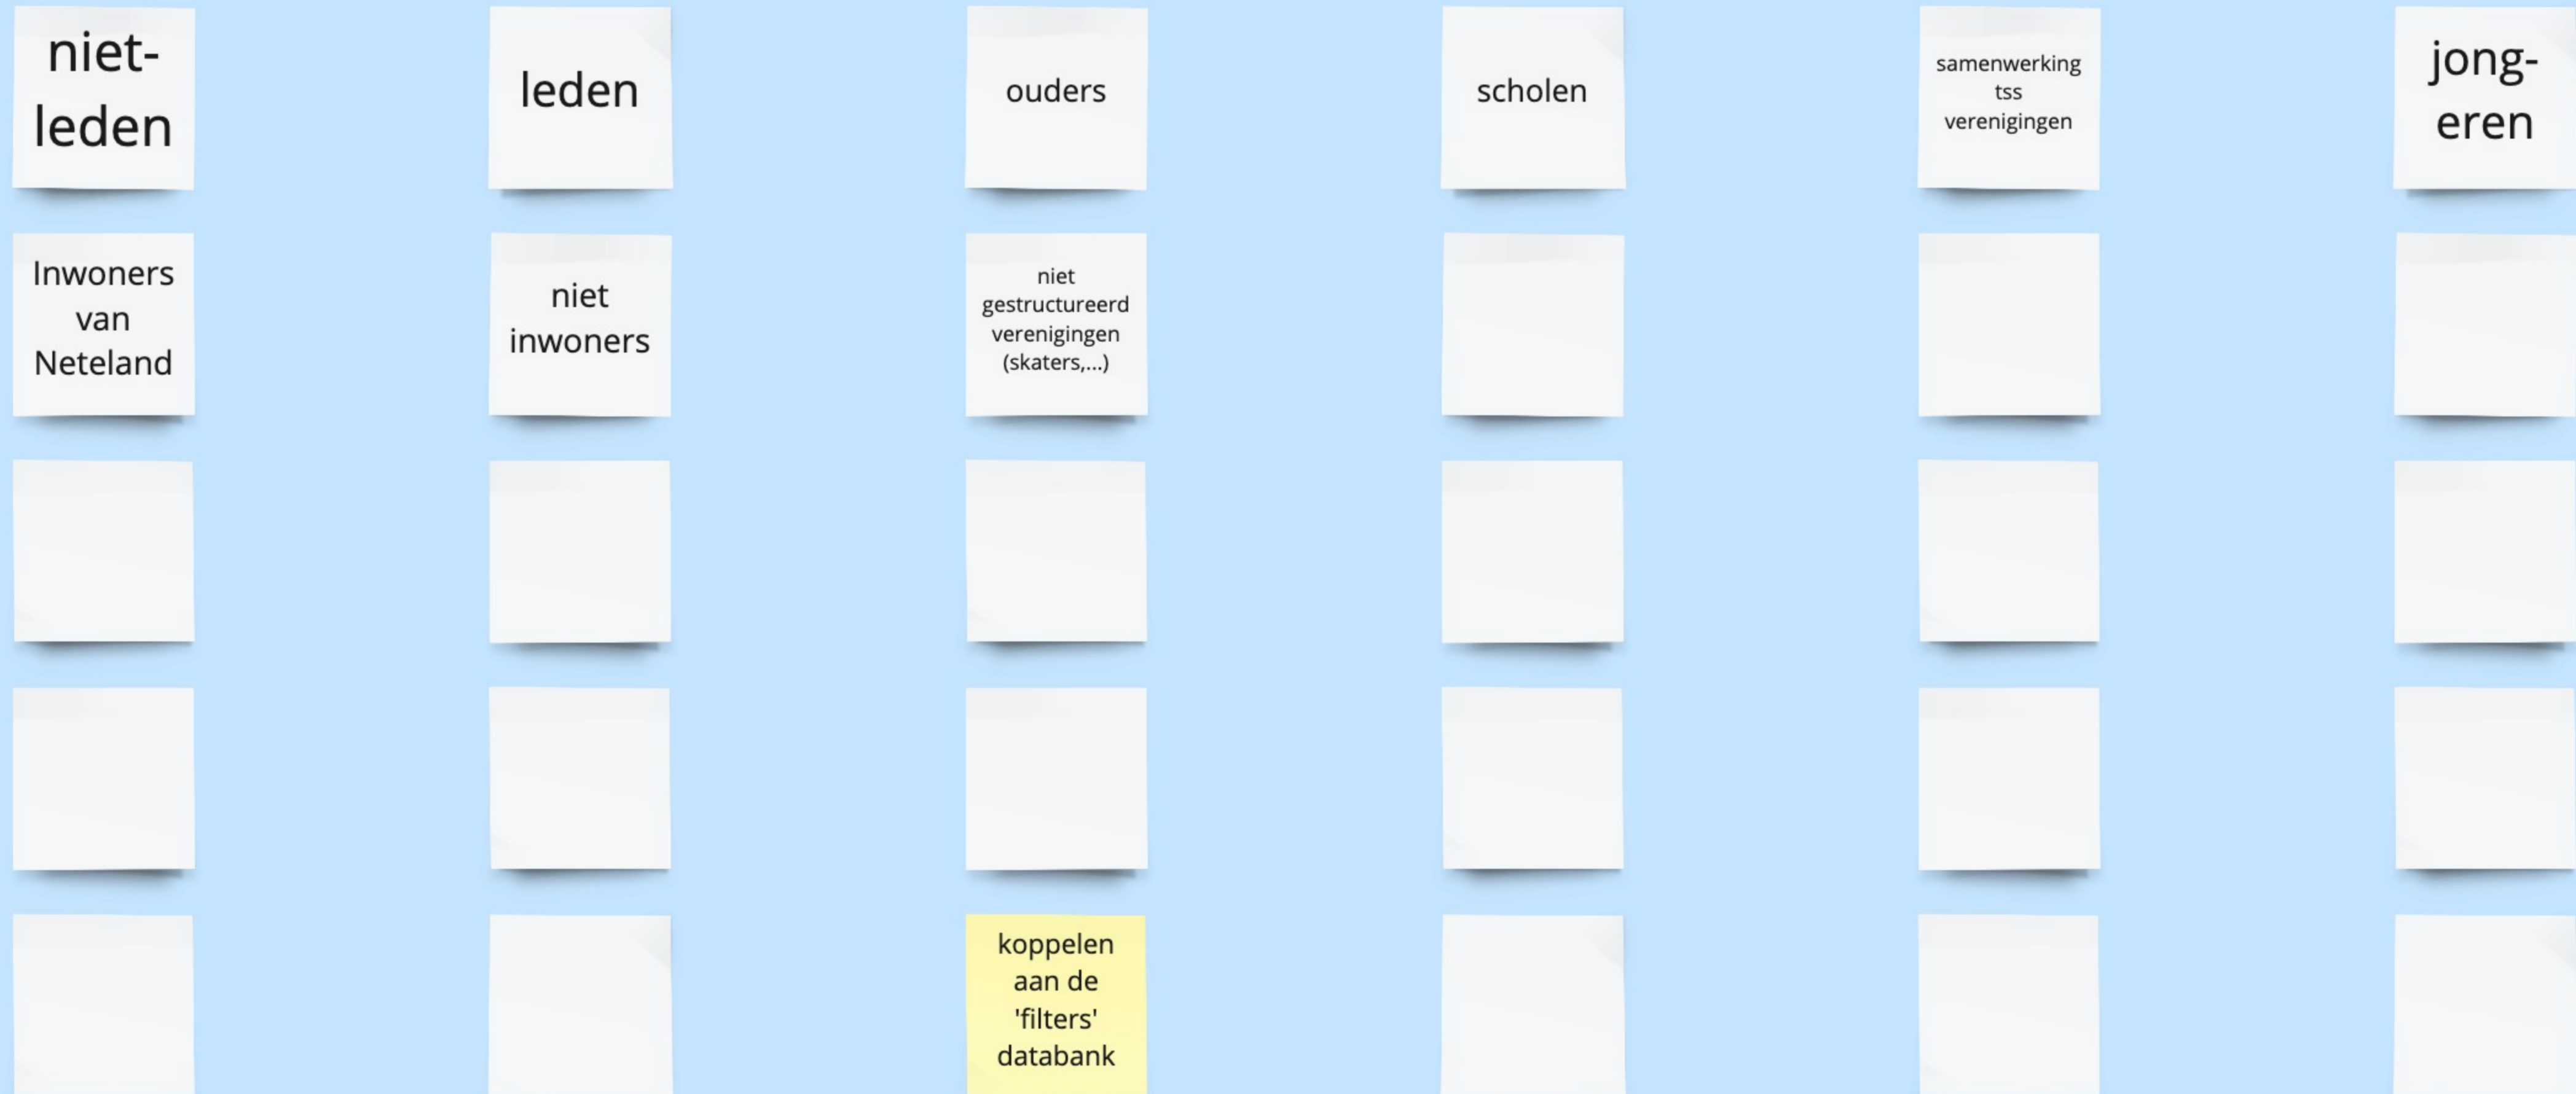 niet-
leden
leden
ouders
scholen
samenwerking
tss
verenigingen
jong-
eren
Inwoners
van
Neteland
niet
inwoners
niet
gestructureerd
verenigingen
(skaters,...)
koppelen
aan de
'filters'
databank